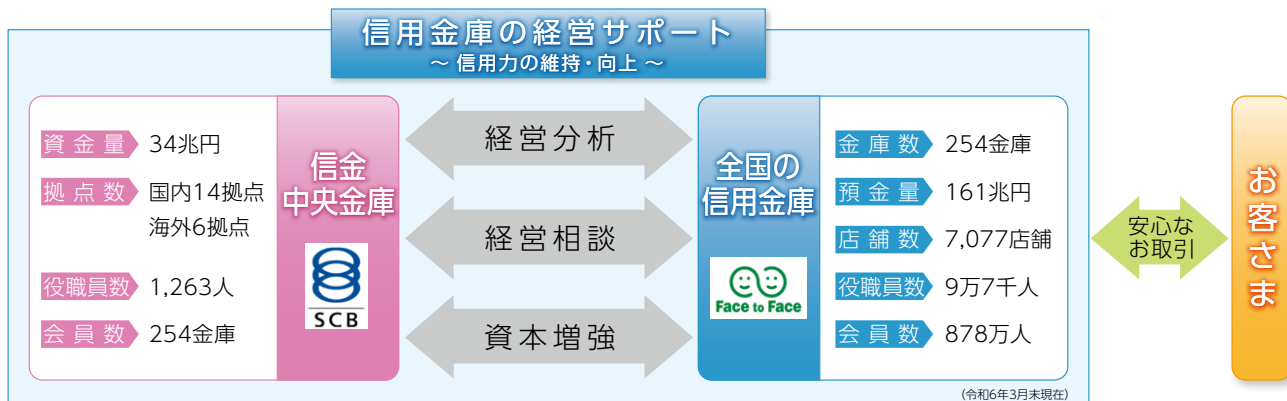 信用金庫の経営サポート
～ 信用力の維持・向上 ～
資金量 34兆円
拠点数 国内14拠点
海外6拠点
役職員数 1,263人
会員数 254金庫
信金
中央金庫
SCB
経営分析
経営相談
資本増強
全国の
信用金庫
Face to Face
金庫数 254金庫
預金量 161兆円
店舗数 7,077店舗
役職員数 9万7千人
会員数 878万人
(令和6年3月末現在)
安心な
お取引
お客さま